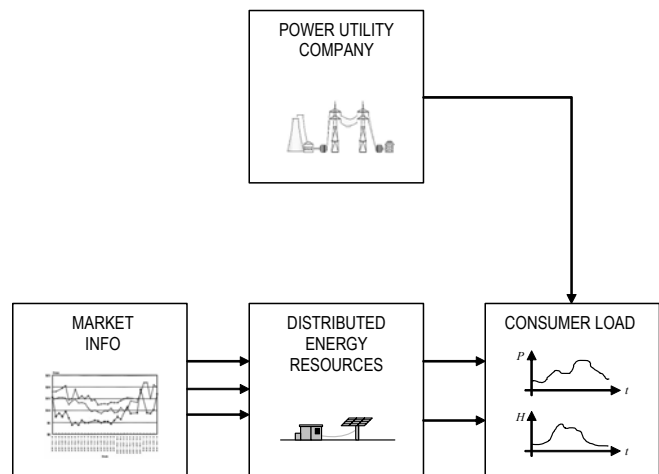 POWER UTILITY
COMPANY
MARKET
INFO
DISTRIBUTED
ENERGY
RESOURCES
CONSUMER LOAD
P
t
H
t